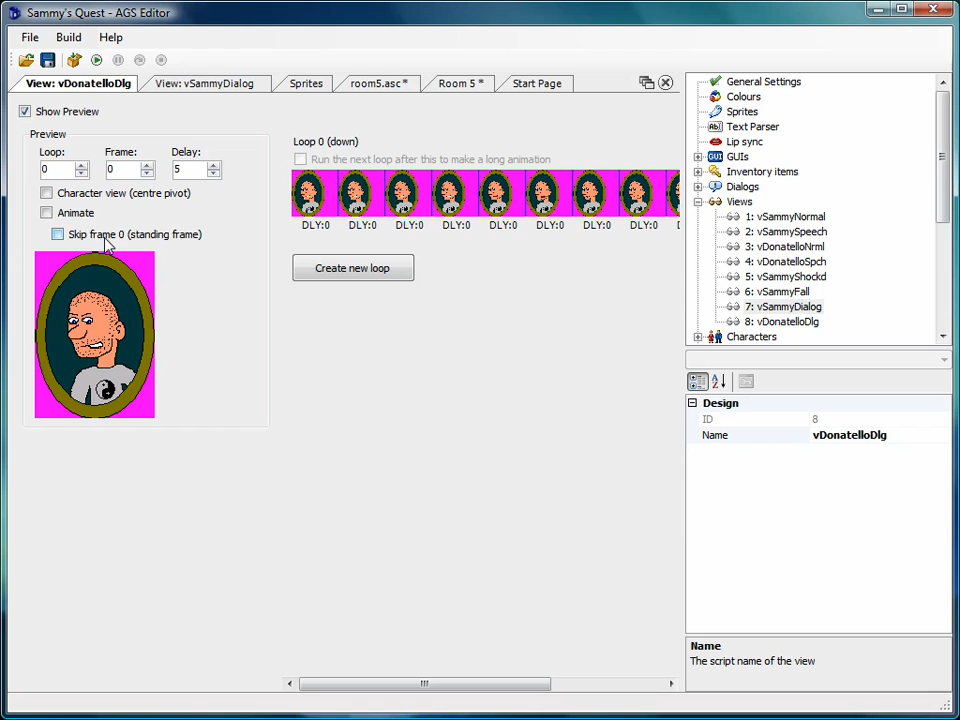 Sammy's Quest - AGS Editor
File Build Help
View: vDonatelloDlg View: vSammyDialog Sprites room5.asc * Room 5 * Start Page
Show Preview
Preview
Loop: Frame: Delay:
0 0 5
Character view (centre pivot)
Animate
Skip frame 0 (standing frame)
Loop 0 (down)
Run the next loop after this to make a long animation
DLY:0 DLY:0 DLY:0 DLY:0 DLY:0 DLY:0 DLY:0 DLY:0 D
Create new loop
General Settings
Colours
Sprites
Ab Text Parser
Lip sync
GUI GUIs
Inventory items
Dialogs
Views
1: vSammyNormal
2: vSammySpeech
3: vDonatelloNrml
4: vDonatelloSpch
5: vSammyShockd
6: vSammyFall
7: vSammyDialog
8: vDonatelloDlg
Characters
Design
ID 8
Name vDonatelloDlg
Name
The script name of the view